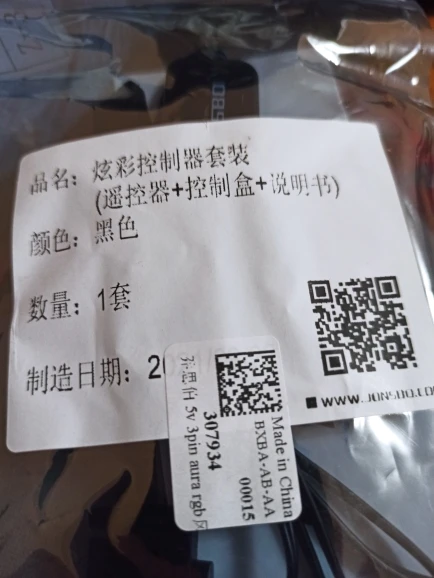 品名: 炫彩控制器套装
(遥控器+控制盒+说明书)
颜色: 黑色
数量: 1套
制造日期: 2
WWW.JONSBO.CO
Made in China
BXBA-AB-AA
00015
307934
5v 3pin aura rgb